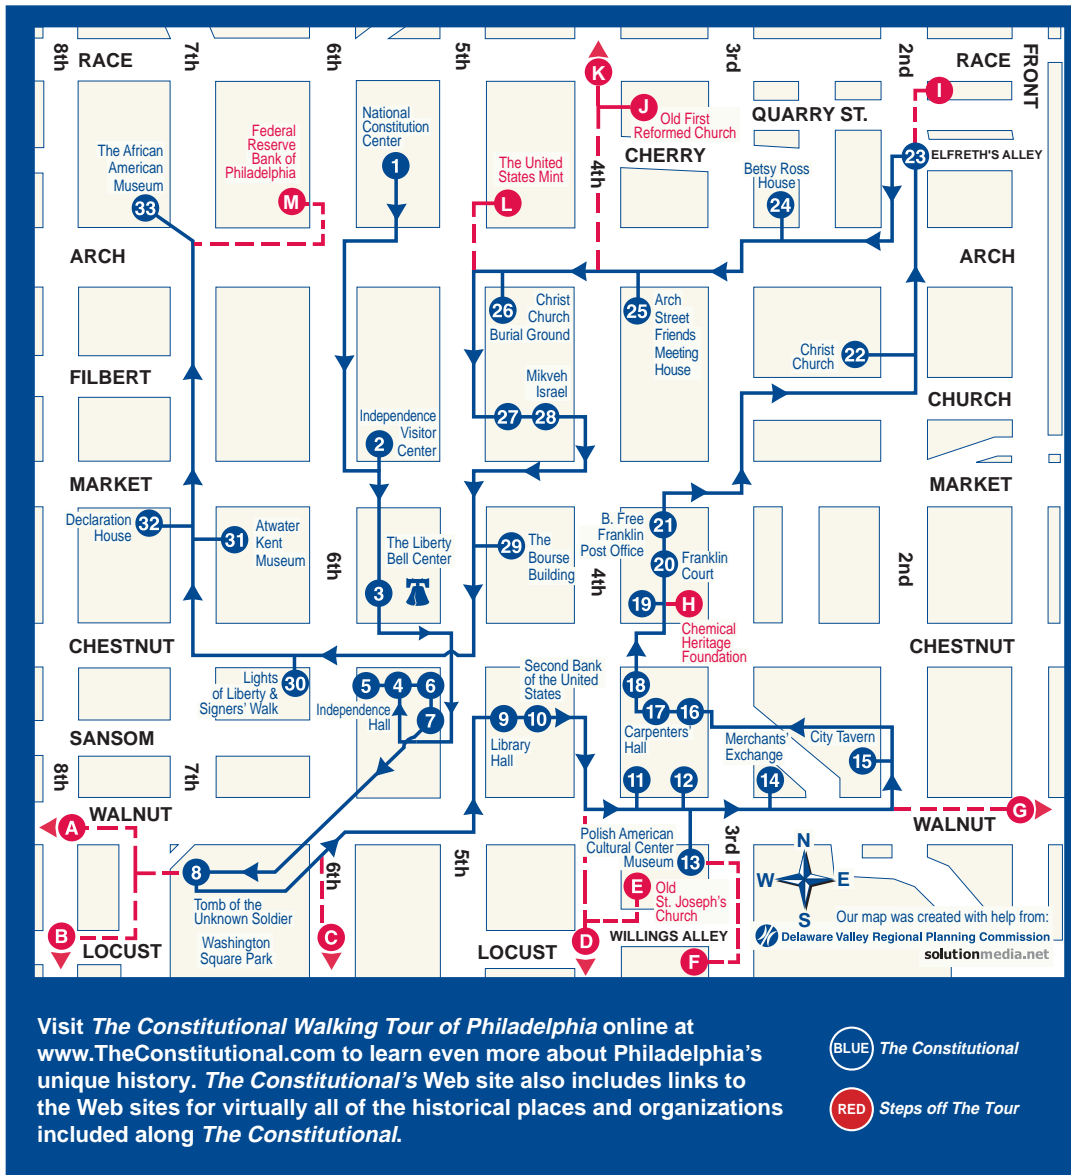 8th
RACE
7th
6th
5th
4th
3rd
2nd
RACE
FRONT
K
I
J
Old First
Reformed Church
QUARRY ST.
National
Constitution
Center
1
Federal
Reserve
Bank of
Philadelphia
M
The African
American
Museum
33
The United
States Mint
L
CHERRY
23
ELFRETH'S ALLEY
Betsy Ross
House
24
ARCH
ARCH
26
Christ
Church
Burial Ground
25
Arch
Street
Friends
Meeting
House
Christ
Church
22
FILBERT
Mikveh
Israel
27
28
CHURCH
Independence
Visitor
Center
2
MARKET
MARKET
Declaration
House
32
31
Atwater
Kent
Museum
6th
The Liberty
Bell Center
3
29
The
Bourse
Building
4th
B. Free
Franklin
Post Office
21
20
Franklin
Court
19
H
Chemical
Heritage
Foundation
2nd
CHESTNUT
CHESTNUT
Lights
of Liberty &
Signers' Walk
30
5
4
6
Independence
Hall
7
Second Bank
of the United
States
9
10
Library
Hall
18
17
16
Carpenters'
Hall
Merchants'
Exchange
14
City Tavern
15
SANSOM
8th
7th
11
12
WALNUT
A
WALNUT
G
8
Tomb of the
Unknown Soldier
Washington
Square Park
6th
5th
Polish American
Cultural Center
Museum
13
3rd
E
Old
St. Joseph's
Church
N
W
E
S
B
LOCUST
C
LOCUST
D
WILLINGS ALLEY
F
Our map was created with help from:
Delaware Valley Regional Planning Commission
solutionmedia.net
Visit The Constitutional Walking Tour of Philadelphia online at
www.TheConstitutional.com to learn even more about Philadelphia's
unique history. The Constitutional's Web site also includes links to
the Web sites for virtually all of the historical places and organizations
included along The Constitutional.
BLUE The Constitutional
RED Steps off The Tour